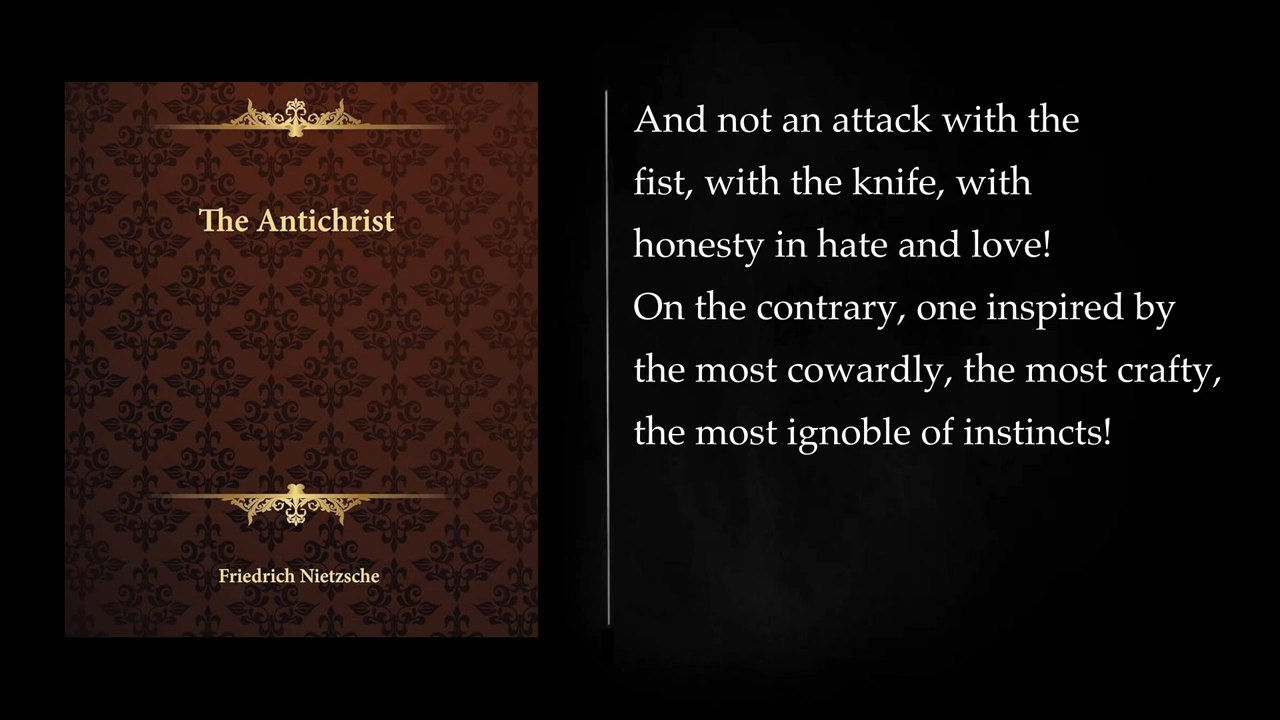 The Antichrist
Friedrich Nietzsche
And not an attack with the
fist, with the knife, with
honesty in hate and love!
On the contrary, one inspired by
the most cowardly, the most crafty,
the most ignoble of instincts!